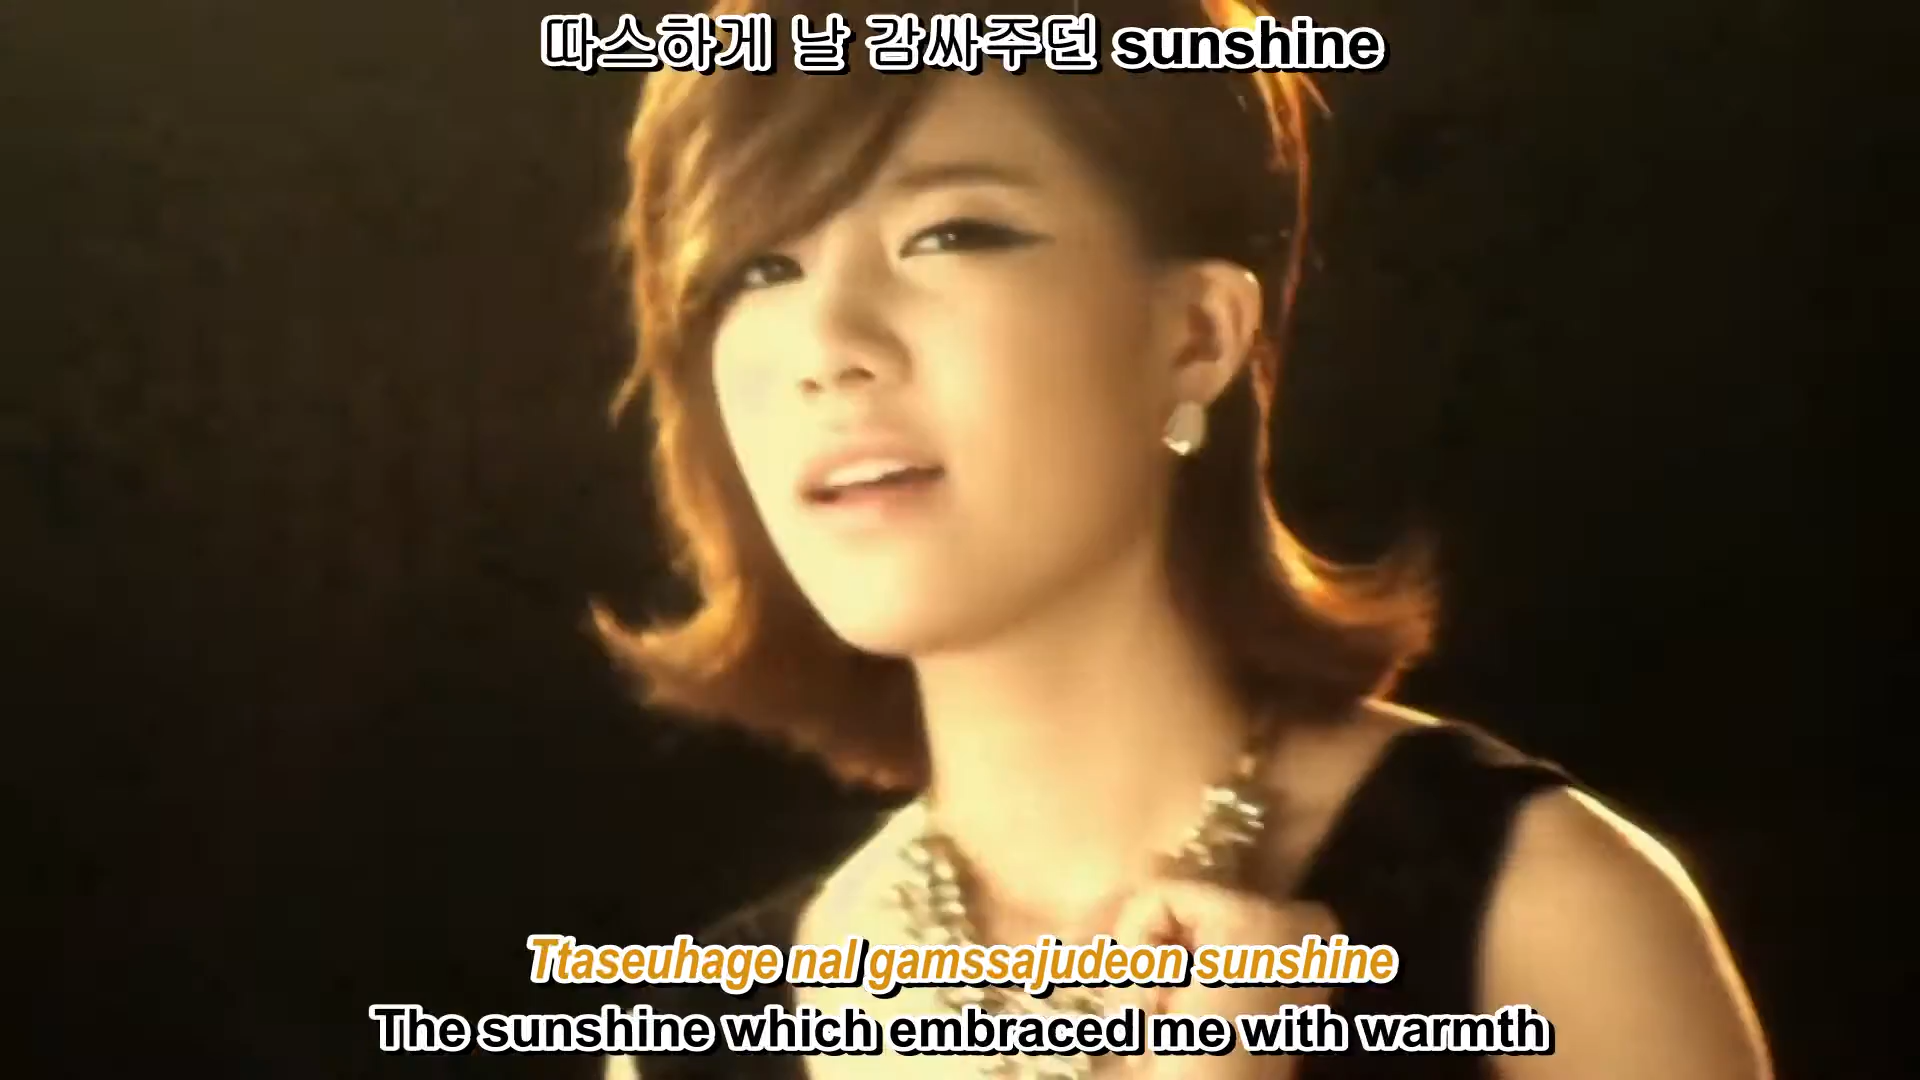 따스하게 날 감싸주던 sunshine
Ttaseuhage nal gamssajudeon sunshine
The sunshine which embraced me with warmth